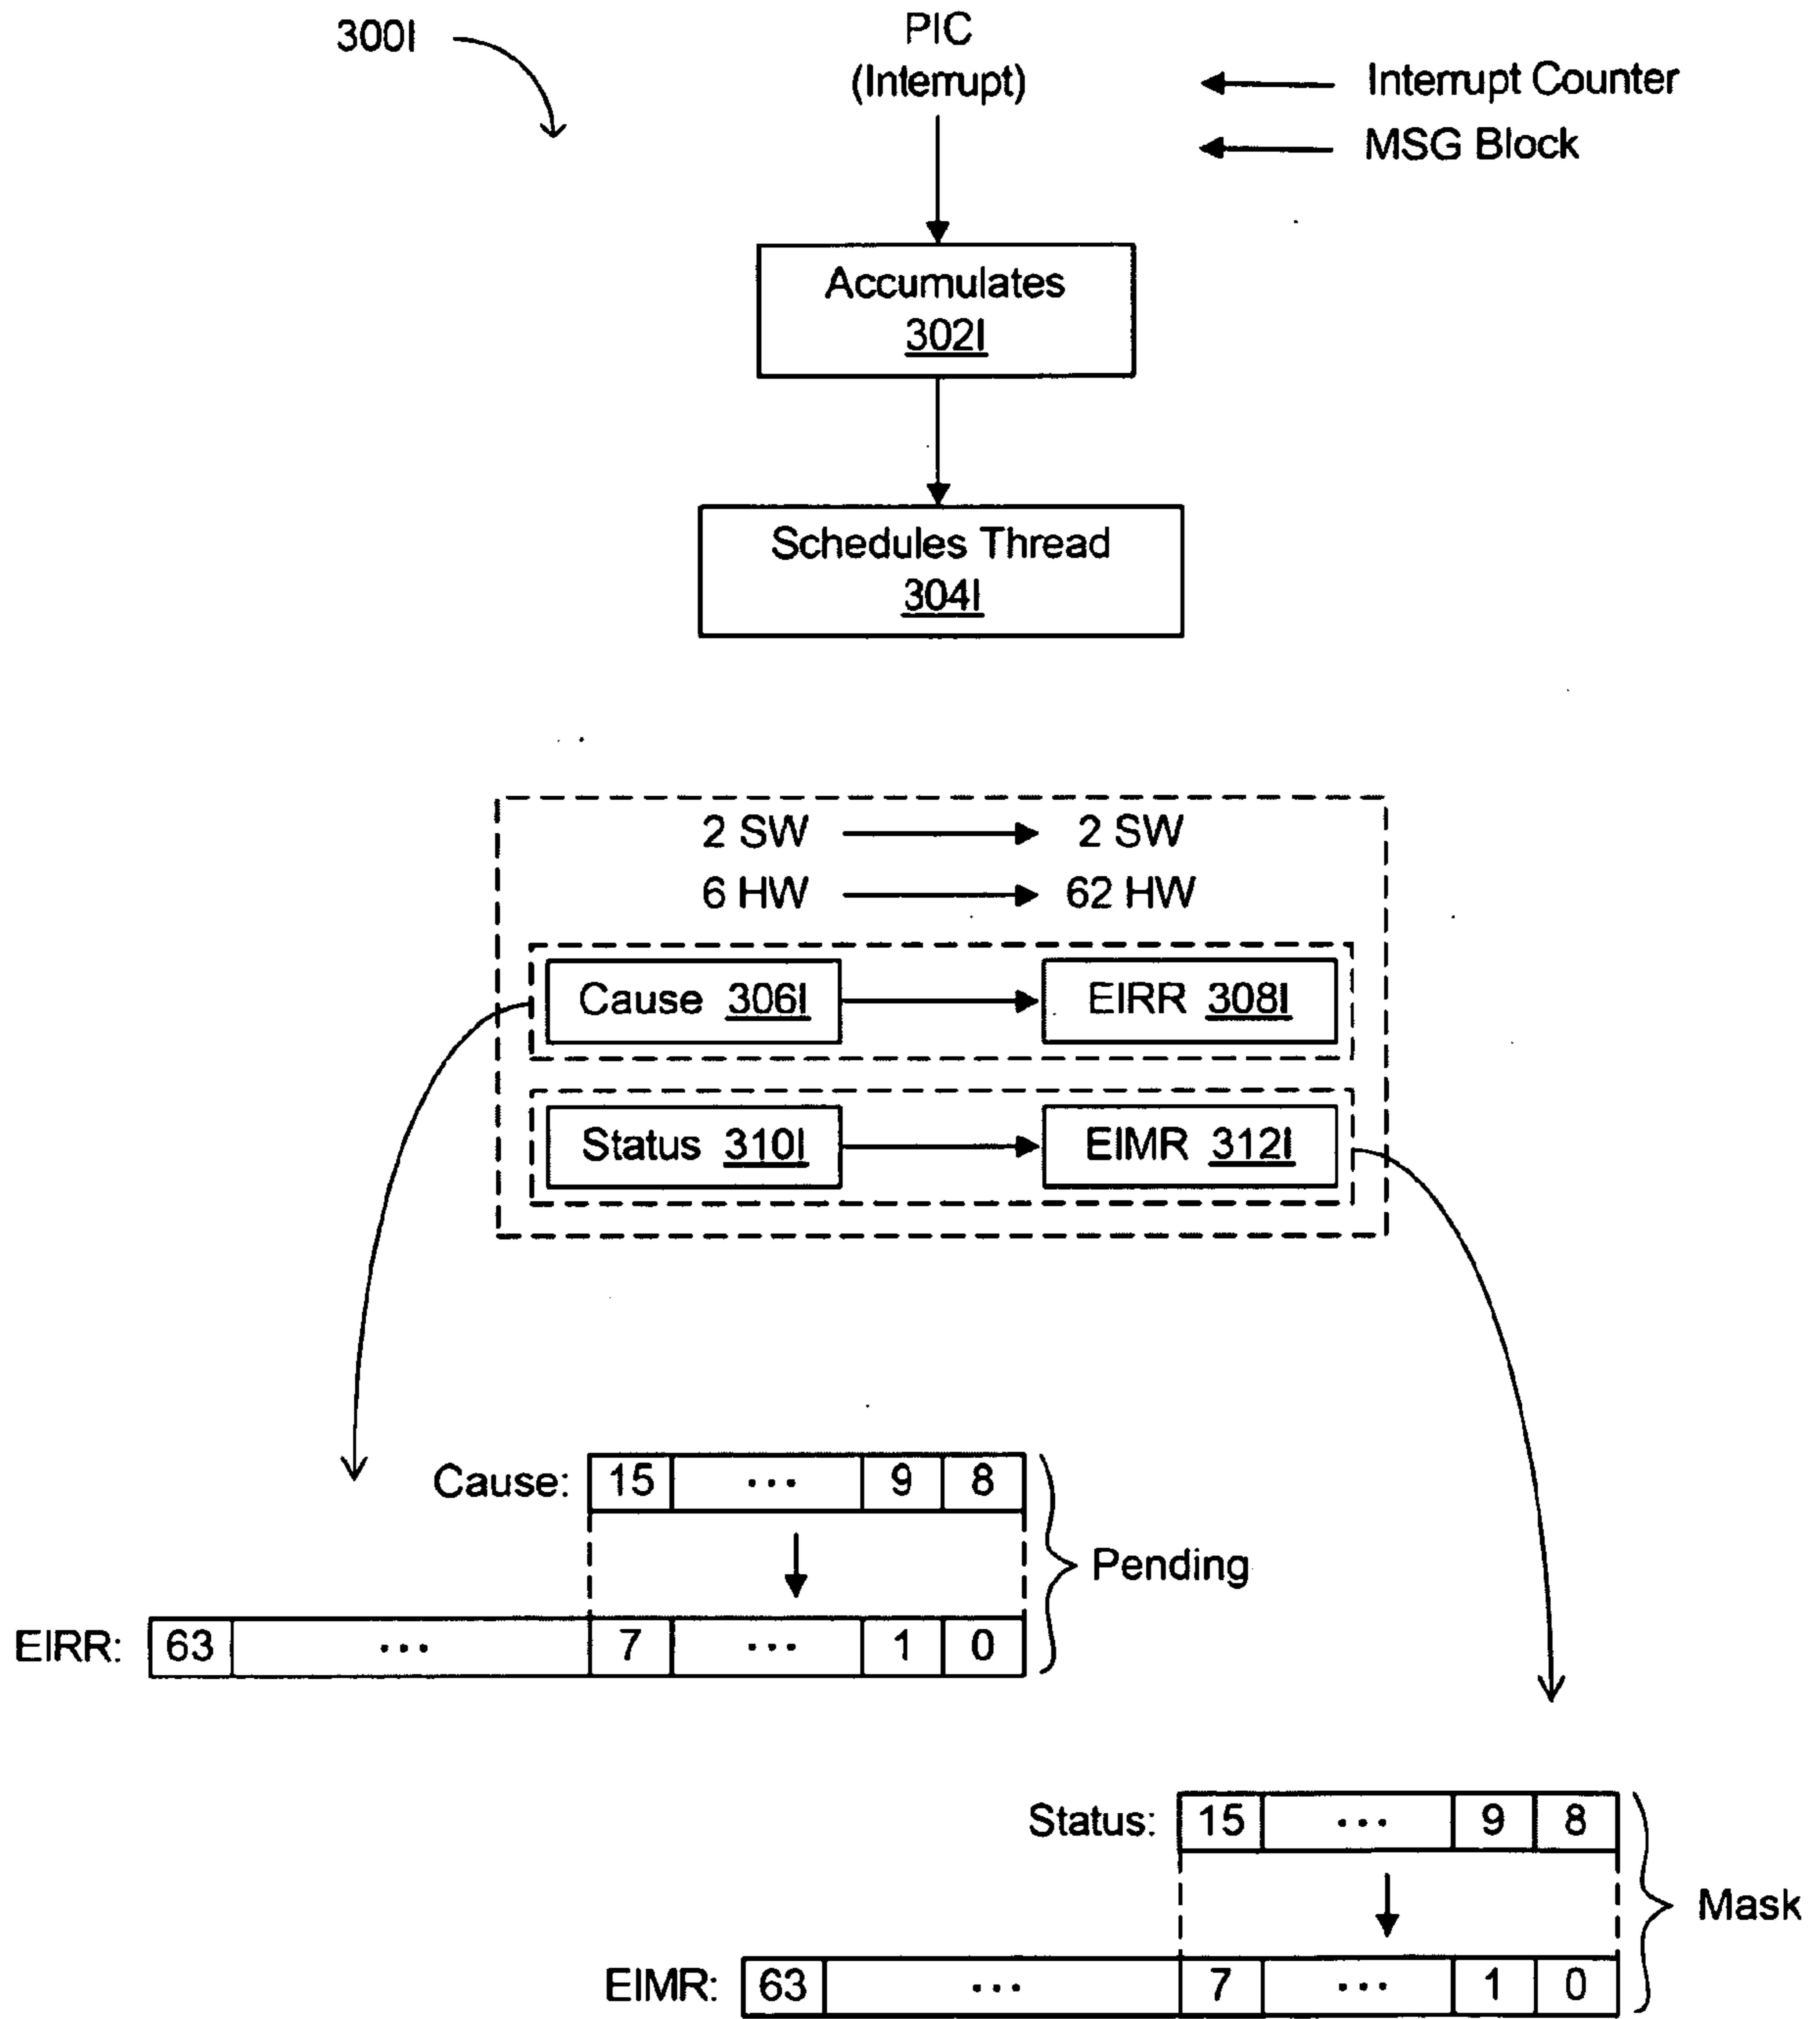 300I
PIC
(Interrupt)
Interrupt Counter
MSG Block
Accumulates
302I
Schedules Thread
304I
2 SW 2 SW
6 HW 62 HW
Cause 306I EIRR 308I
Status 310I EIMR 312I
Cause: 15 ... 9 8
Pending
EIRR: 63 ... 7 ... 1 0
Status: 15 ... 9 8
Mask
EIMR: 63 ... 7 ... 1 0